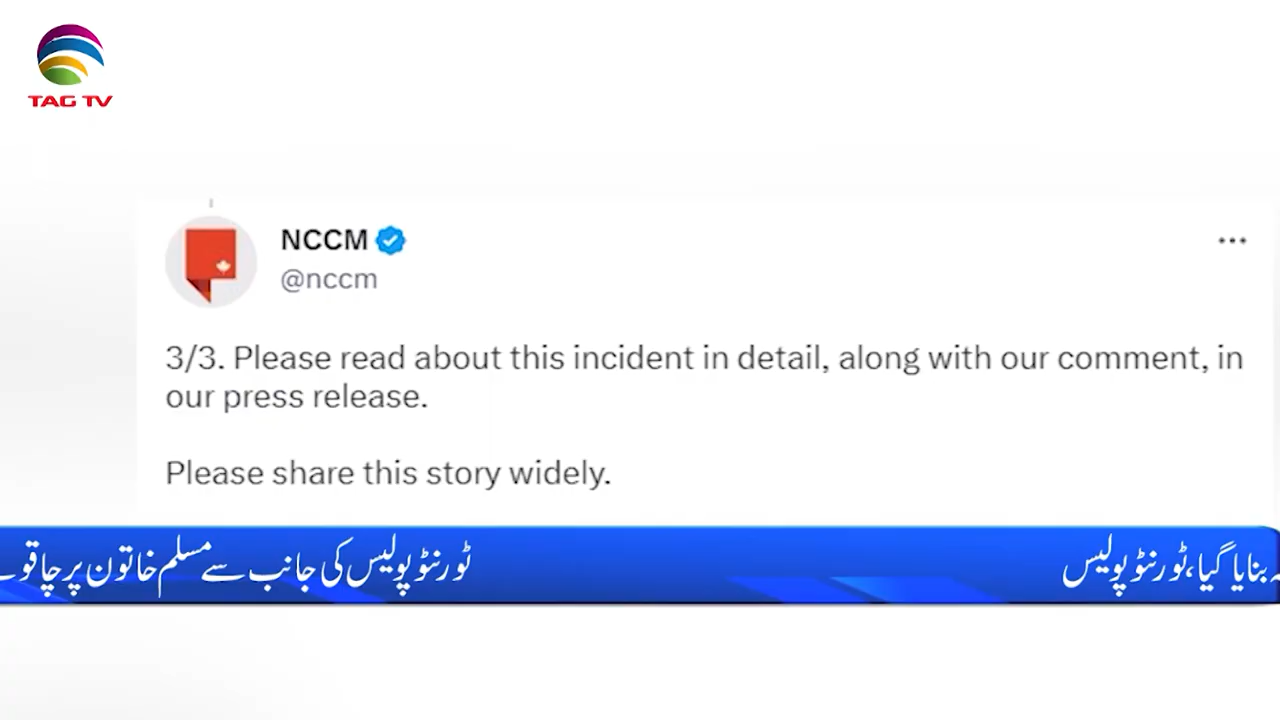 TAG TV
NCCM
@nccm
3/3. Please read about this incident in detail, along with our comment, in
our press release.
Please share this story widely.
بنایا گیا، ٹورنٹو پولیس
ٹورنٹو پولیس کی جانب سے مسلم خاتون پر چاقو